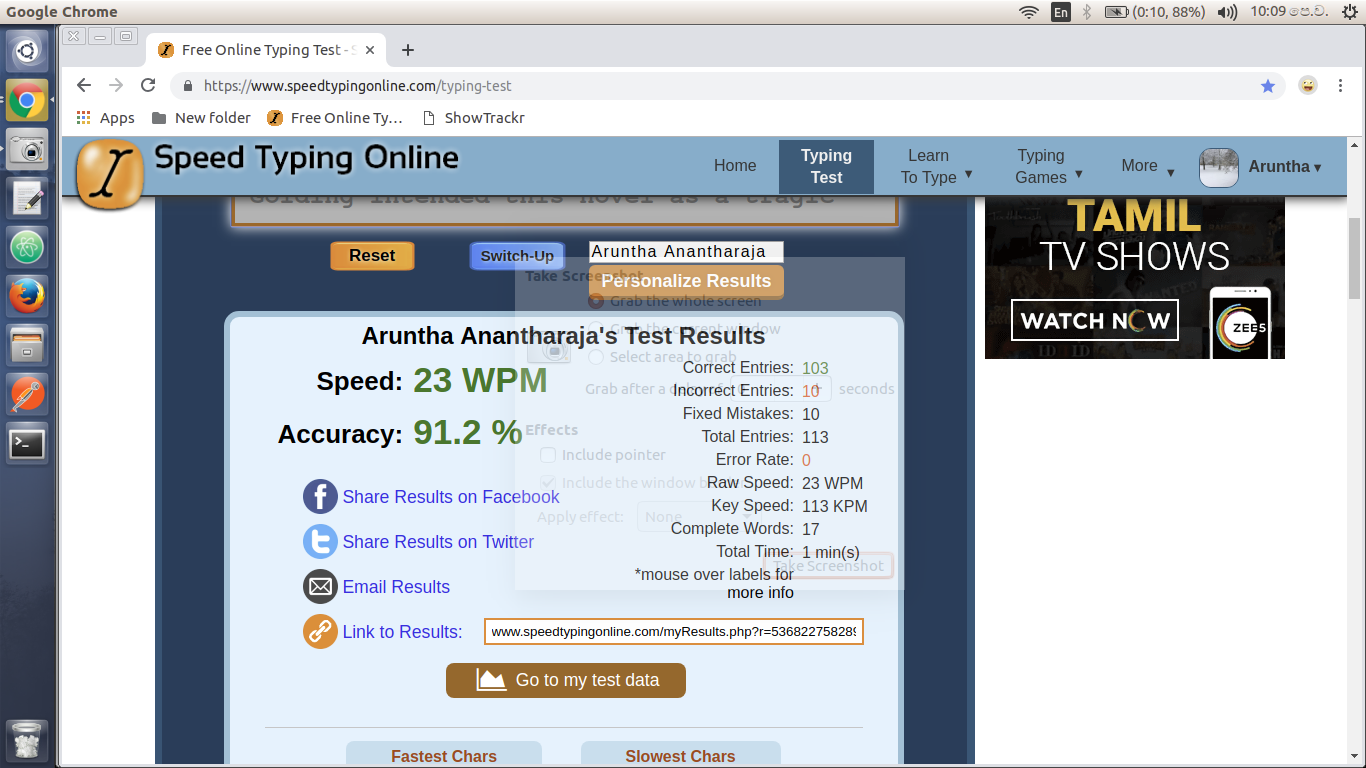 Google Chrome
En
(0:10, 88%)
10:09 පෙ.ව.
Free Online Typing Test - S
https://www.speedtypingonline.com/typing-test
Apps
New folder
Free Online Ty...
ShowTrackr
Speed Typing Online
Home
Typing Test
Learn To Type ▼
Typing Games ▼
More ▼
Aruntha ▾
Golding intended this novel as a tragic
TAMIL
TV SHOWS
WATCH NOW
ZEE5
Reset
Switch-Up
Aruntha Anantharaja
Personalize Results
Take Screenshot
Grab the whole screen
Grab the current window
Select area to grab
Grab after a delay of
seconds
Effects
Include pointer
Include the window b
Apply effect:
None
Take Screenshot
Aruntha Anantharaja's Test Results
Speed: 23 WPM
Accuracy: 91.2 %
Correct Entries: 103
Incorrect Entries: 10
Fixed Mistakes: 10
Total Entries: 113
Error Rate: 0
Raw Speed: 23 WPM
Key Speed: 113 KPM
Complete Words: 17
Total Time: 1 min(s)
*mouse over labels for
more info
Share Results on Facebook
Share Results on Twitter
Email Results
Link to Results:
www.speedtypingonline.com/myResults.php?r=536822758289
Go to my test data
Fastest Chars
Slowest Chars